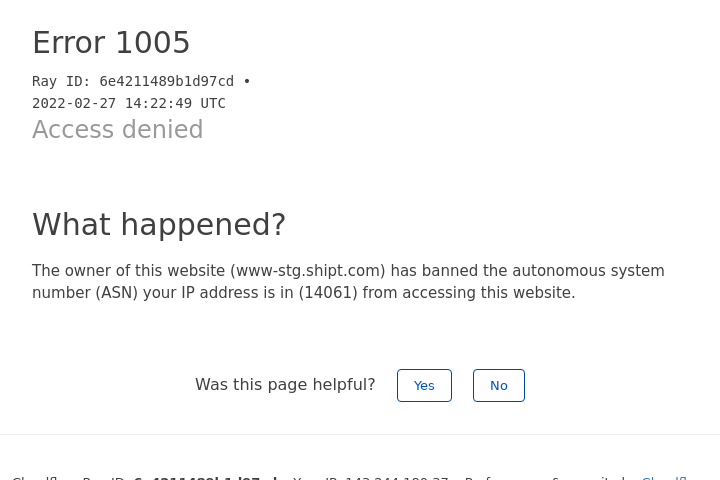 Error 1005
Ray ID: 6e4211489b1d97cd •
2022-02-27 14:22:49 UTC
Access denied
What happened?
The owner of this website (www-stg.shipt.com) has banned the autonomous system
number (ASN) your IP address is in (14061) from accessing this website.
Was this page helpful? Yes No